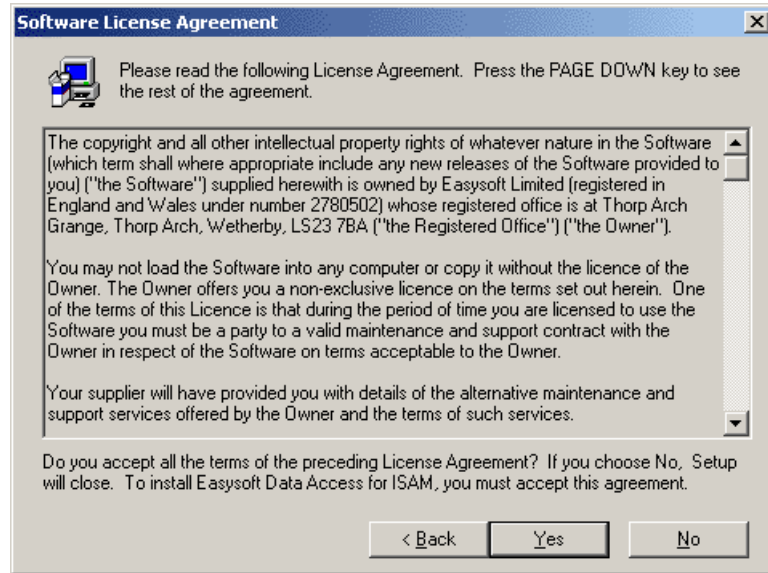 Software License Agreement
Please read the following License Agreement. Press the PAGE DOWN key to see
the rest of the agreement.
The copyright and all other intellectual property rights of whatever nature in the Software
(which term shall where appropriate include any new releases of the Software provided to
you) ("the Software") supplied herewith is owned by Easysoft Limited (registered in
England and Wales under number 2780502) whose registered office is at Thorp Arch
Grange, Thorp Arch, Wetherby, LS23 7BA ("the Registered Office") ("the Owner").
You may not load the Software into any computer or copy it without the licence of the
Owner. The Owner offers you a non-exclusive licence on the terms set out herein. One
of the terms of this Licence is that during the period of time you are licensed to use the
Software you must be a party to a valid maintenance and support contract with the
Owner in respect of the Software on terms acceptable to the Owner.
Your supplier will have provided you with details of the alternative maintenance and
support services offered by the Owner and the terms of such services.
Do you accept all the terms of the preceding License Agreement? If you choose No, Setup
will close. To install Easysoft Data Access for ISAM, you must accept this agreement.
< Back Yes No